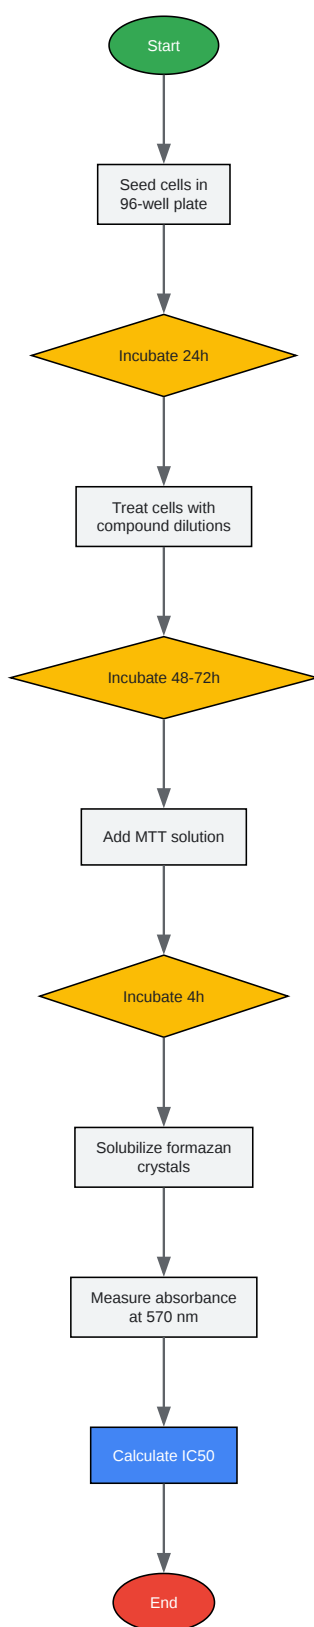 Start
Seed cells in
96-well plate
Incubate 24h
Treat cells with
compound dilutions
Incubate 48-72h
Add MTT solution
Incubate 4h
Solubilize formazan
crystals
Measure absorbance
at 570 nm
Calculate IC50
End